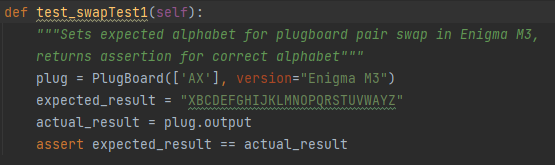 def test_swapTest1(self):
"""Sets expected alphabet for plugboard pair swap in Enigma M3,
returns assertion for correct alphabet"""
plug = PlugBoard(['AX'], version="Enigma M3")
expected_result = "XBCDEFGHIJKLMNOPQRSTUVWAYZ"
actual_result = plug.output
assert expected_result == actual_result